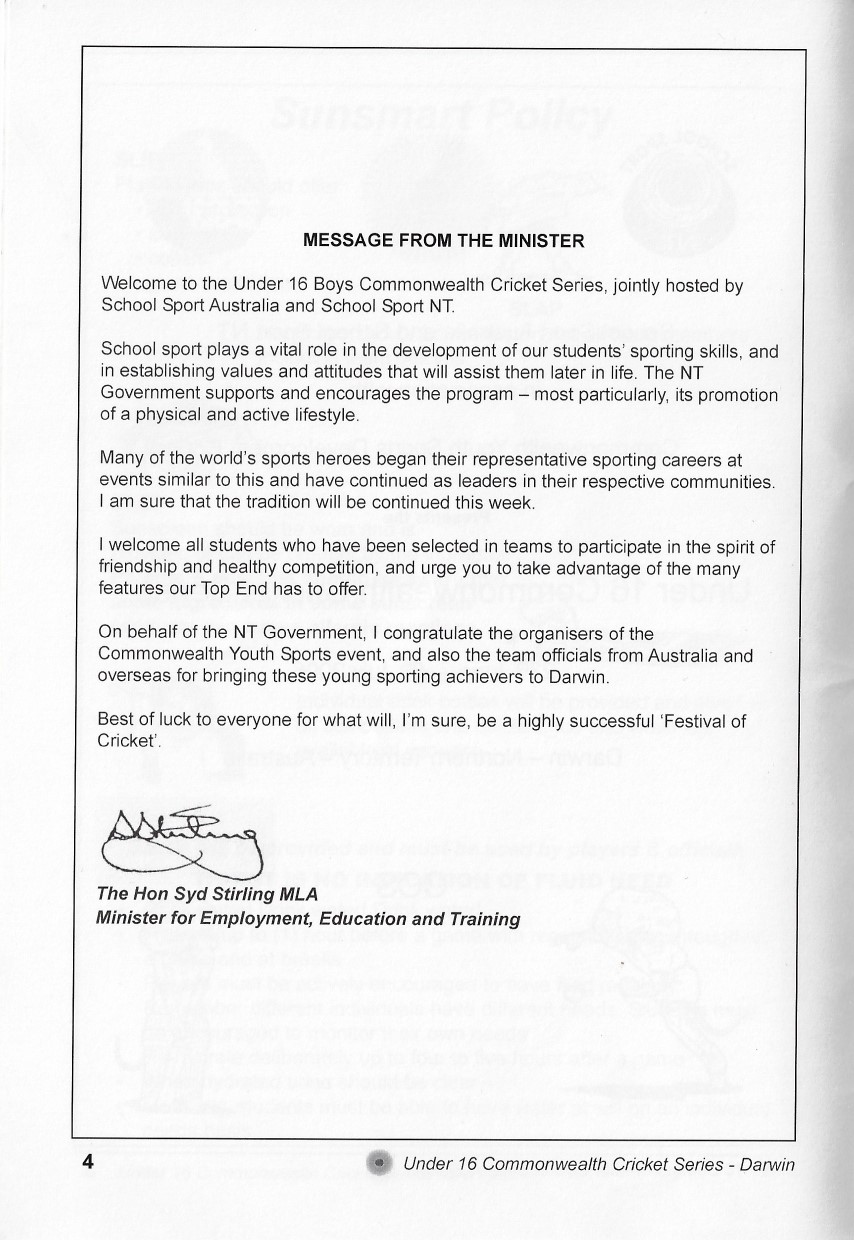 MESSAGE FROM THE MINISTER
Welcome to the Under 16 Boys Commonwealth Cricket Series, jointly hosted by
School Sport Australia and School Sport NT.
School sport plays a vital role in the development of our students' sporting skills, and
in establishing values and attitudes that will assist them later in life. The NT
Government supports and encourages the program – most particularly, its promotion
of a physical and active lifestyle.
Many of the world's sports heroes began their representative sporting careers at
events similar to this and have continued as leaders in their respective communities.
I am sure that the tradition will be continued this week.
I welcome all students who have been selected in teams to participate in the spirit of
friendship and healthy competition, and urge you to take advantage of the many
features our Top End has to offer.
On behalf of the NT Government, I congratulate the organisers of the
Commonwealth Youth Sports event, and also the team officials from Australia and
overseas for bringing these young sporting achievers to Darwin.
Best of luck to everyone for what will, I'm sure, be a highly successful 'Festival of
Cricket'.
The Hon Syd Stirling MLA
Minister for Employment, Education and Training
4 Under 16 Commonwealth Cricket Series - Darwin